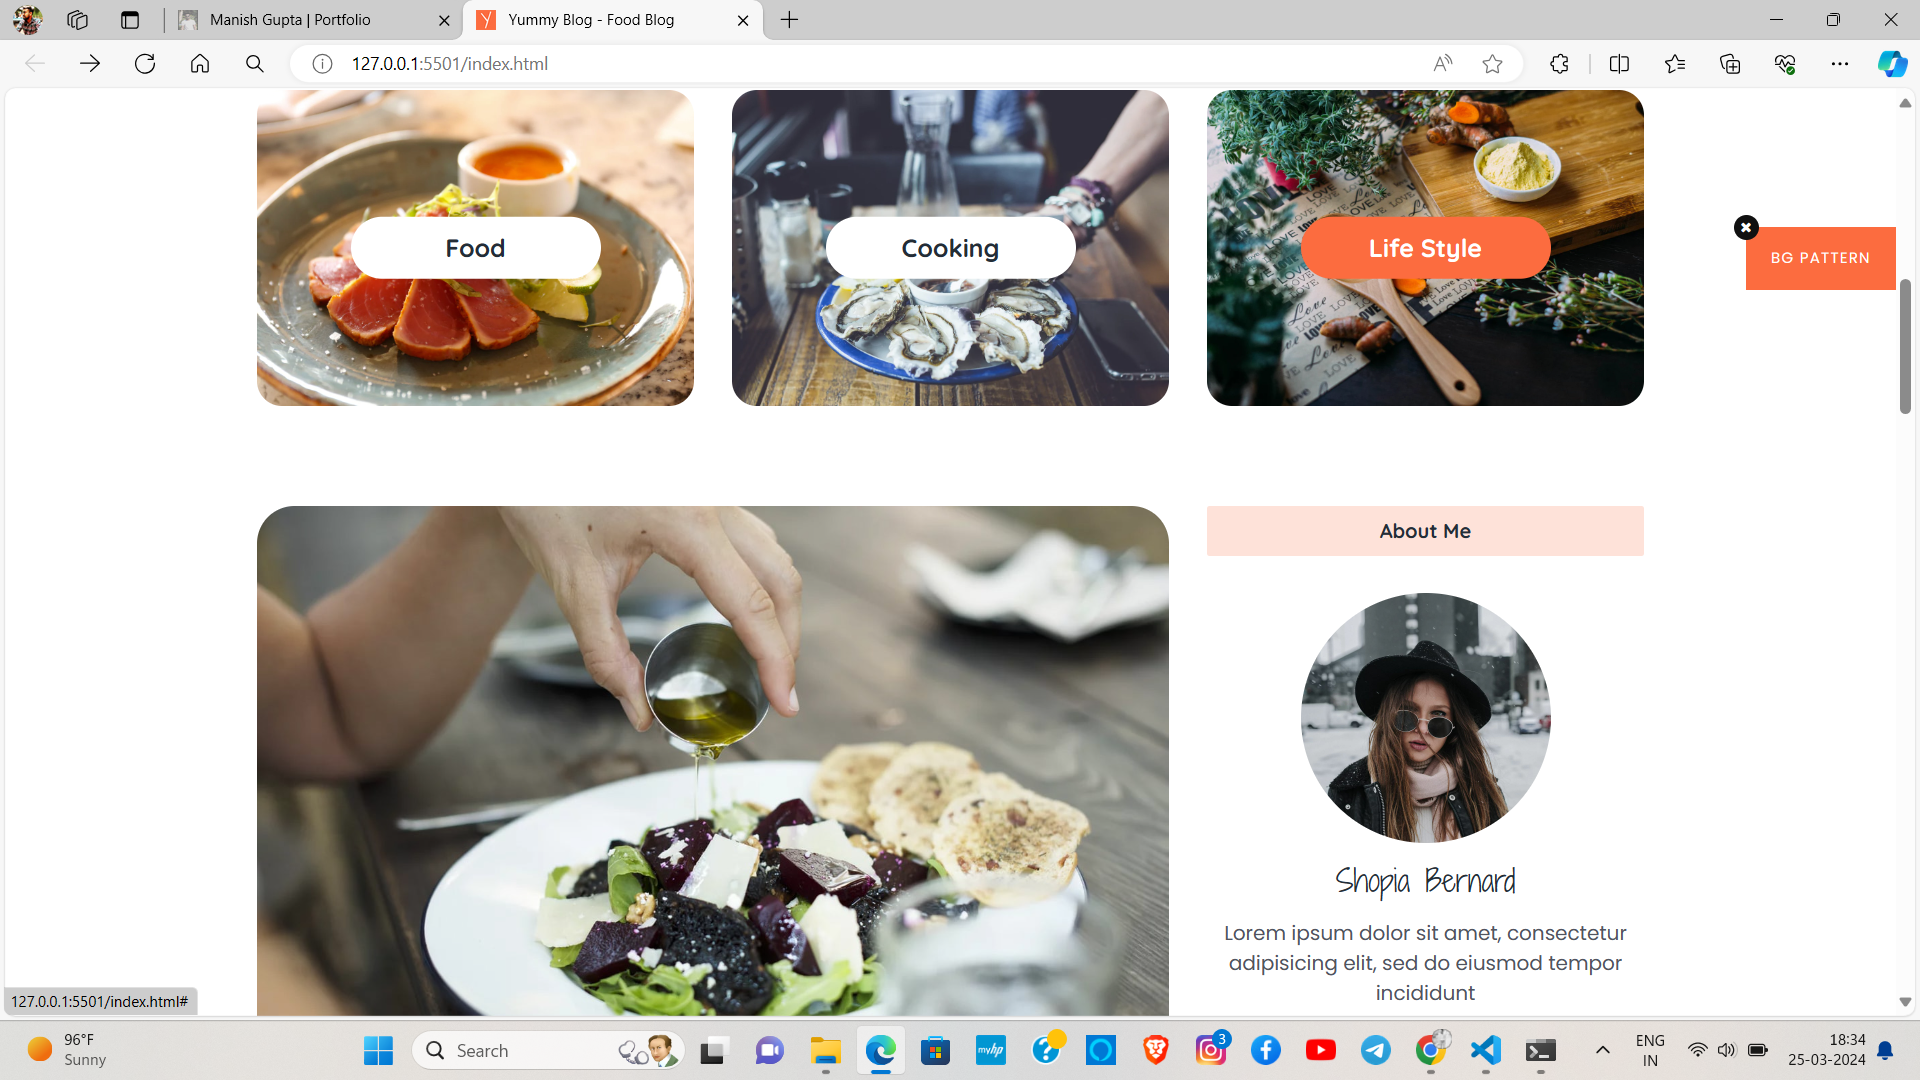 Manish Gupta | Portfolio
Yummy Blog - Food Blog
127.0.0.1:5501/index.html
Food
Cooking
Life Style
BG PATTERN
About Me
Shopia Bernard
Lorem ipsum dolor sit amet, consectetur
adipisicing elit, sed do eiusmod tempor
incididunt
127.0.0.1:5501/index.html#
96°F
Sunny
Search
myhp
3
ENG
IN
18:34
25-03-2024